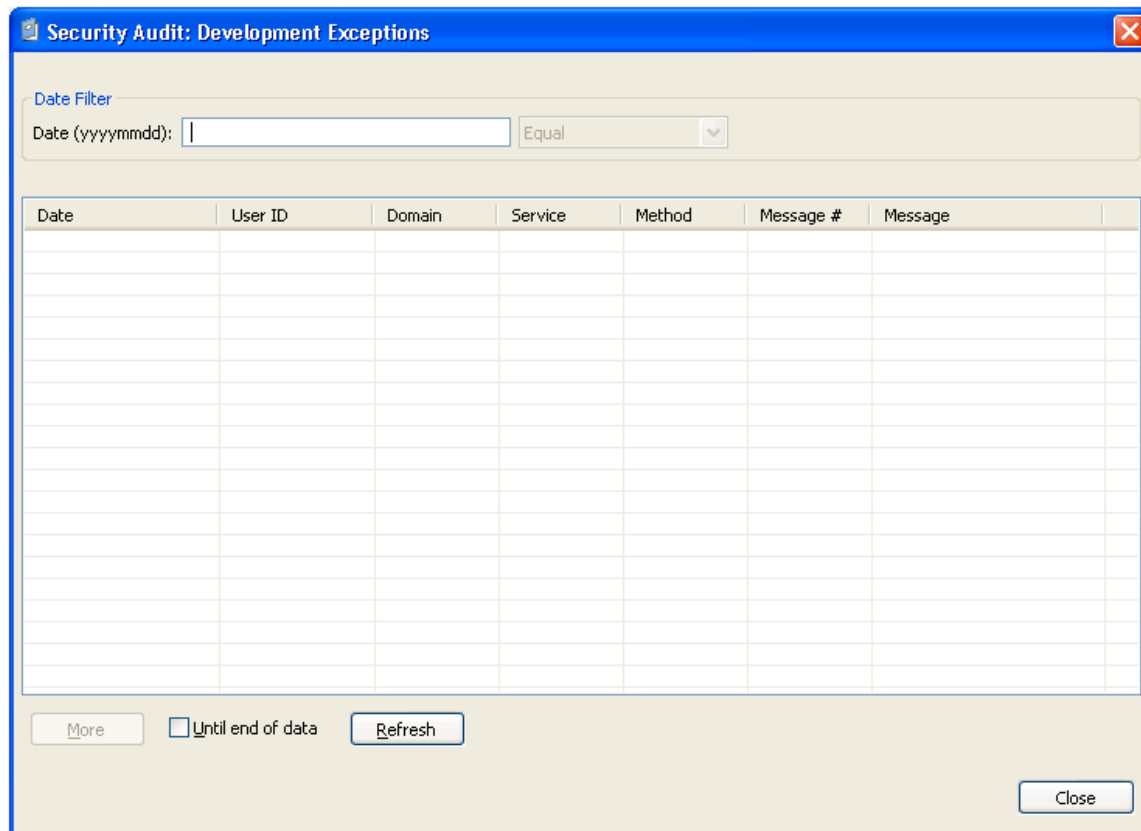 Security Audit: Development Exceptions
Date Filter
Date (yyyymmdd): Equal
Date User ID Domain Service Method Message # Message
More Until end of data Refresh
Close